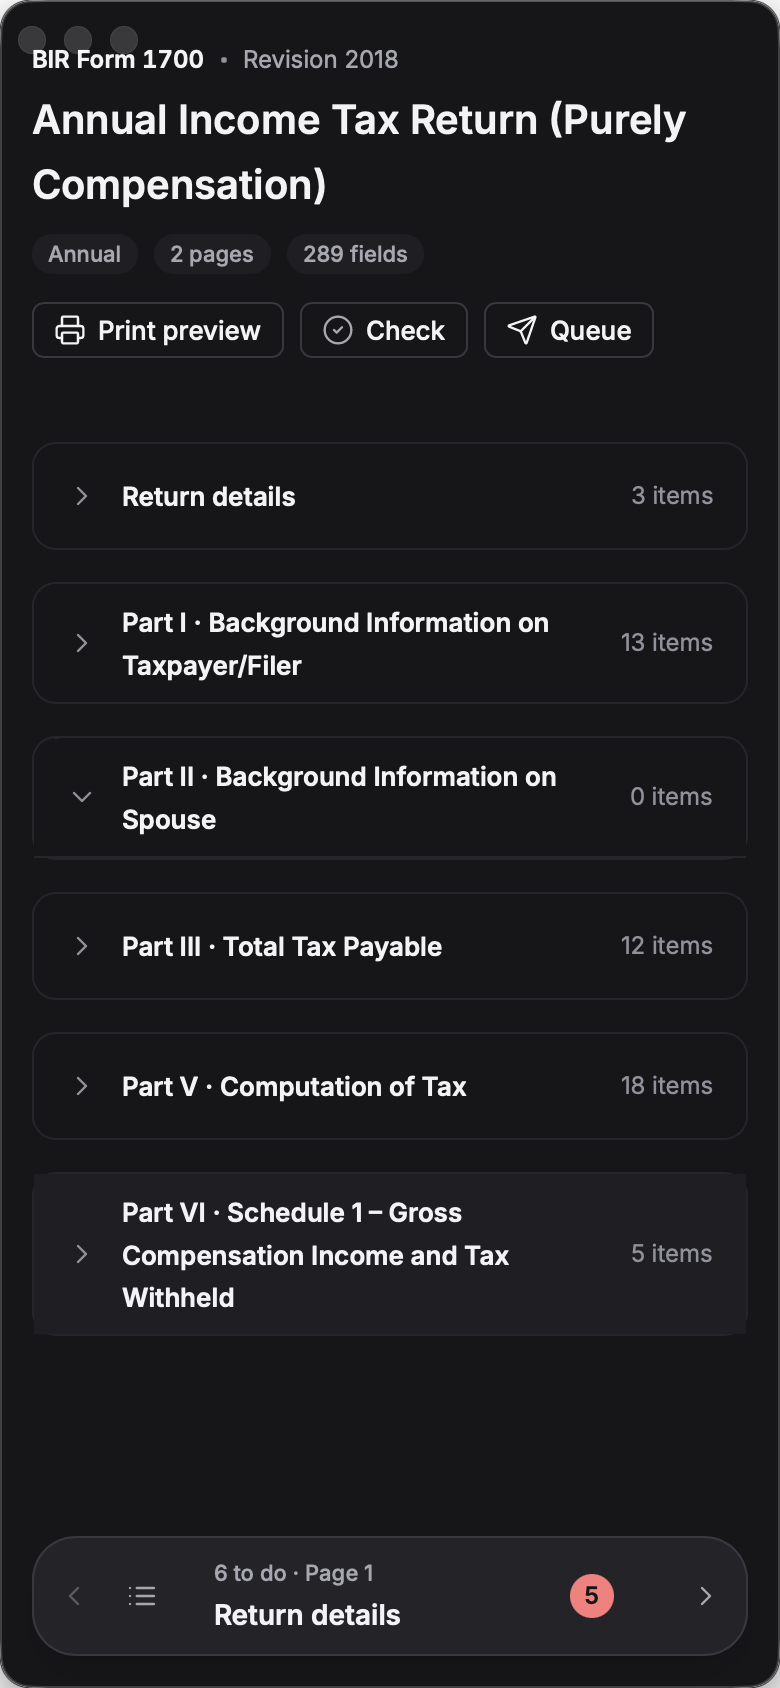 BIR Form 1700 • Revision 2018
Annual Income Tax Return (Purely
Compensation)
Annual 2 pages 289 fields
Print preview Check Queue
Return details 3 items
Part I · Background Information on
Taxpayer/Filer
13 items
Part II · Background Information on
Spouse
0 items
Part III · Total Tax Payable 12 items
Part V · Computation of Tax 18 items
Part VI · Schedule 1 – Gross
Compensation Income and Tax
Withheld
5 items
6 to do · Page 1
Return details
5